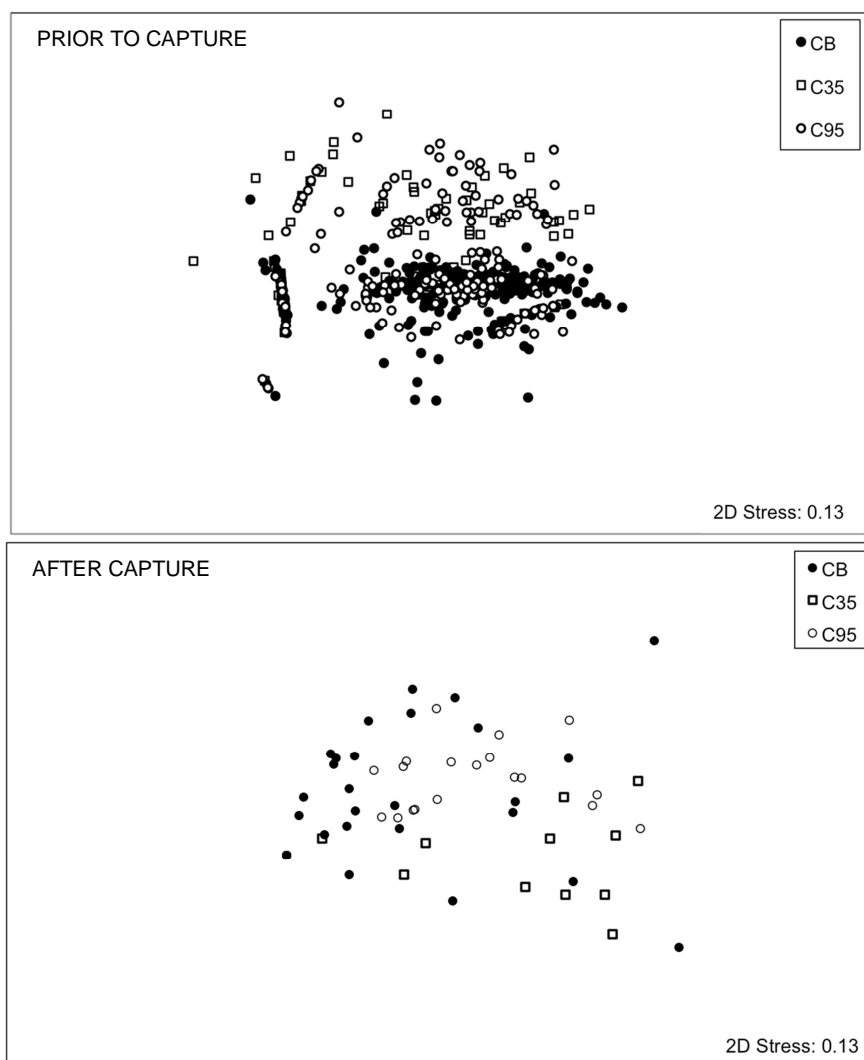 PRIOR TO CAPTURE
CB
C35
C95
2D Stress: 0.13
AFTER CAPTURE
CB
C35
C95
2D Stress: 0.13